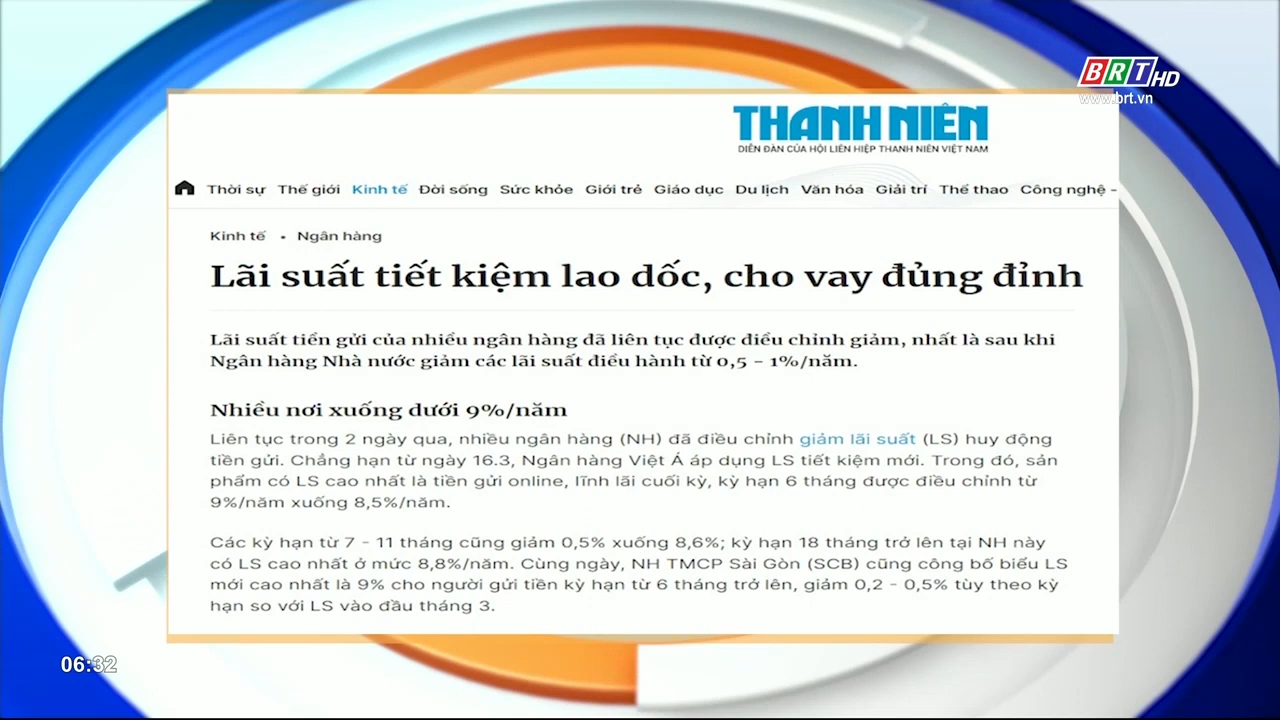 BRT HD
www.brt.vn
THANH NIÊN
DIỄN ĐÀN CỦA HỘI LIÊN HIỆP THANH NIÊN VIỆT NAM
Thời sự Thế giới Kinh tế Đời sống Sức khỏe Giới trẻ Giáo dục Du lịch Văn hóa Giải trí Thể thao Công nghệ -
Kinh tế • Ngân hàng
Lãi suất tiết kiệm lao dốc, cho vay đủng đỉnh
Lãi suất tiền gửi của nhiều ngân hàng đã liên tục được điều chỉnh giảm, nhất là sau khi
Ngân hàng Nhà nước giảm các lãi suất điều hành từ 0,5 - 1%/năm.
Nhiều nơi xuống dưới 9%/năm
Liên tục trong 2 ngày qua, nhiều ngân hàng (NH) đã điều chỉnh giảm lãi suất (LS) huy động
tiền gửi. Chẳng hạn từ ngày 16.3, Ngân hàng Việt Á áp dụng LS tiết kiệm mới. Trong đó, sản
phẩm có LS cao nhất là tiền gửi online, lĩnh lãi cuối kỳ, kỳ hạn 6 tháng được điều chỉnh từ
9%/năm xuống 8,5%/năm.
Các kỳ hạn từ 7 - 11 tháng cũng giảm 0,5% xuống 8,6%; kỳ hạn 18 tháng trở lên tại NH này
có LS cao nhất ở mức 8,8%/năm. Cùng ngày, NH TMCP Sài Gòn (SCB) cũng công bố biểu LS
mới cao nhất là 9% cho người gửi tiền kỳ hạn từ 6 tháng trở lên, giảm 0,2 - 0,5% tùy theo kỳ
hạn so với LS vào đầu tháng 3.
06:32